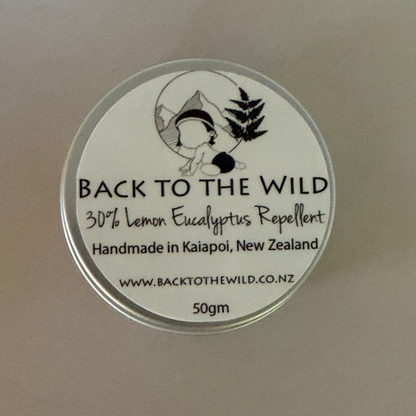 BACK TO THE WILD
30% Lemon Eucalyptus Repellent
Handmade in Kaiapoi, New Zealand
WWW.BACKTOTHEWILD.CO.NZ
50gm